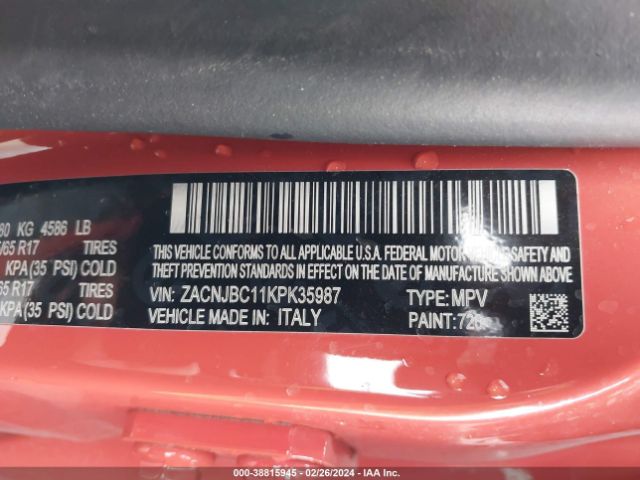 80 KG 4586 LB
/65 R17 TIRES
KPA (35 PSI) COLD
65 R17 TIRES
KPA (35 PSI) COLD
THIS VEHICLE CONFORMS TO ALL APPLICABLE U.S.A. FEDERAL MOTOR VEHICLE SAFETY AND
THEFT PREVENTION STANDARDS IN EFFECT ON THE DATE OF MANUFACTURE SHOWN ABOVE.
VIN: ZACNJBC11KPK35987 TYPE: MPV
VEHICLE MADE IN: ITALY PAINT: 726
000-38815945 - 02/26/2024 - IAA Inc.